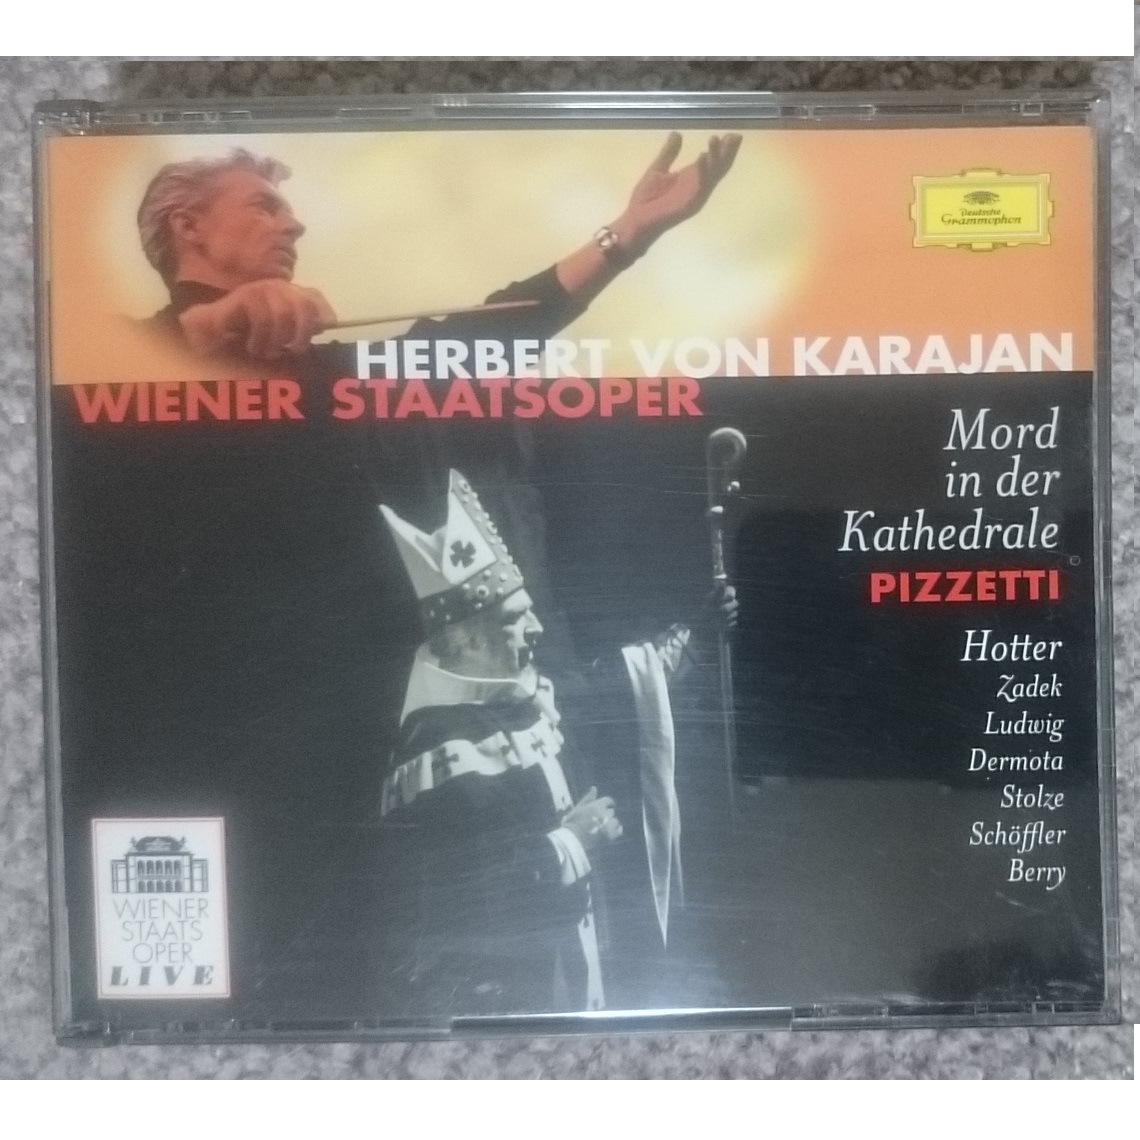 Deutsche
Grammophon
HERBERT VON KARAJAN
WIENER STAATSOPER
Mord
in der
Kathedrale
PIZZETTI
Hotter
Zadek
Ludwig
Dermota
Stolze
Schöffler
Berry
WIENER
STAATS
OPER
LIVE